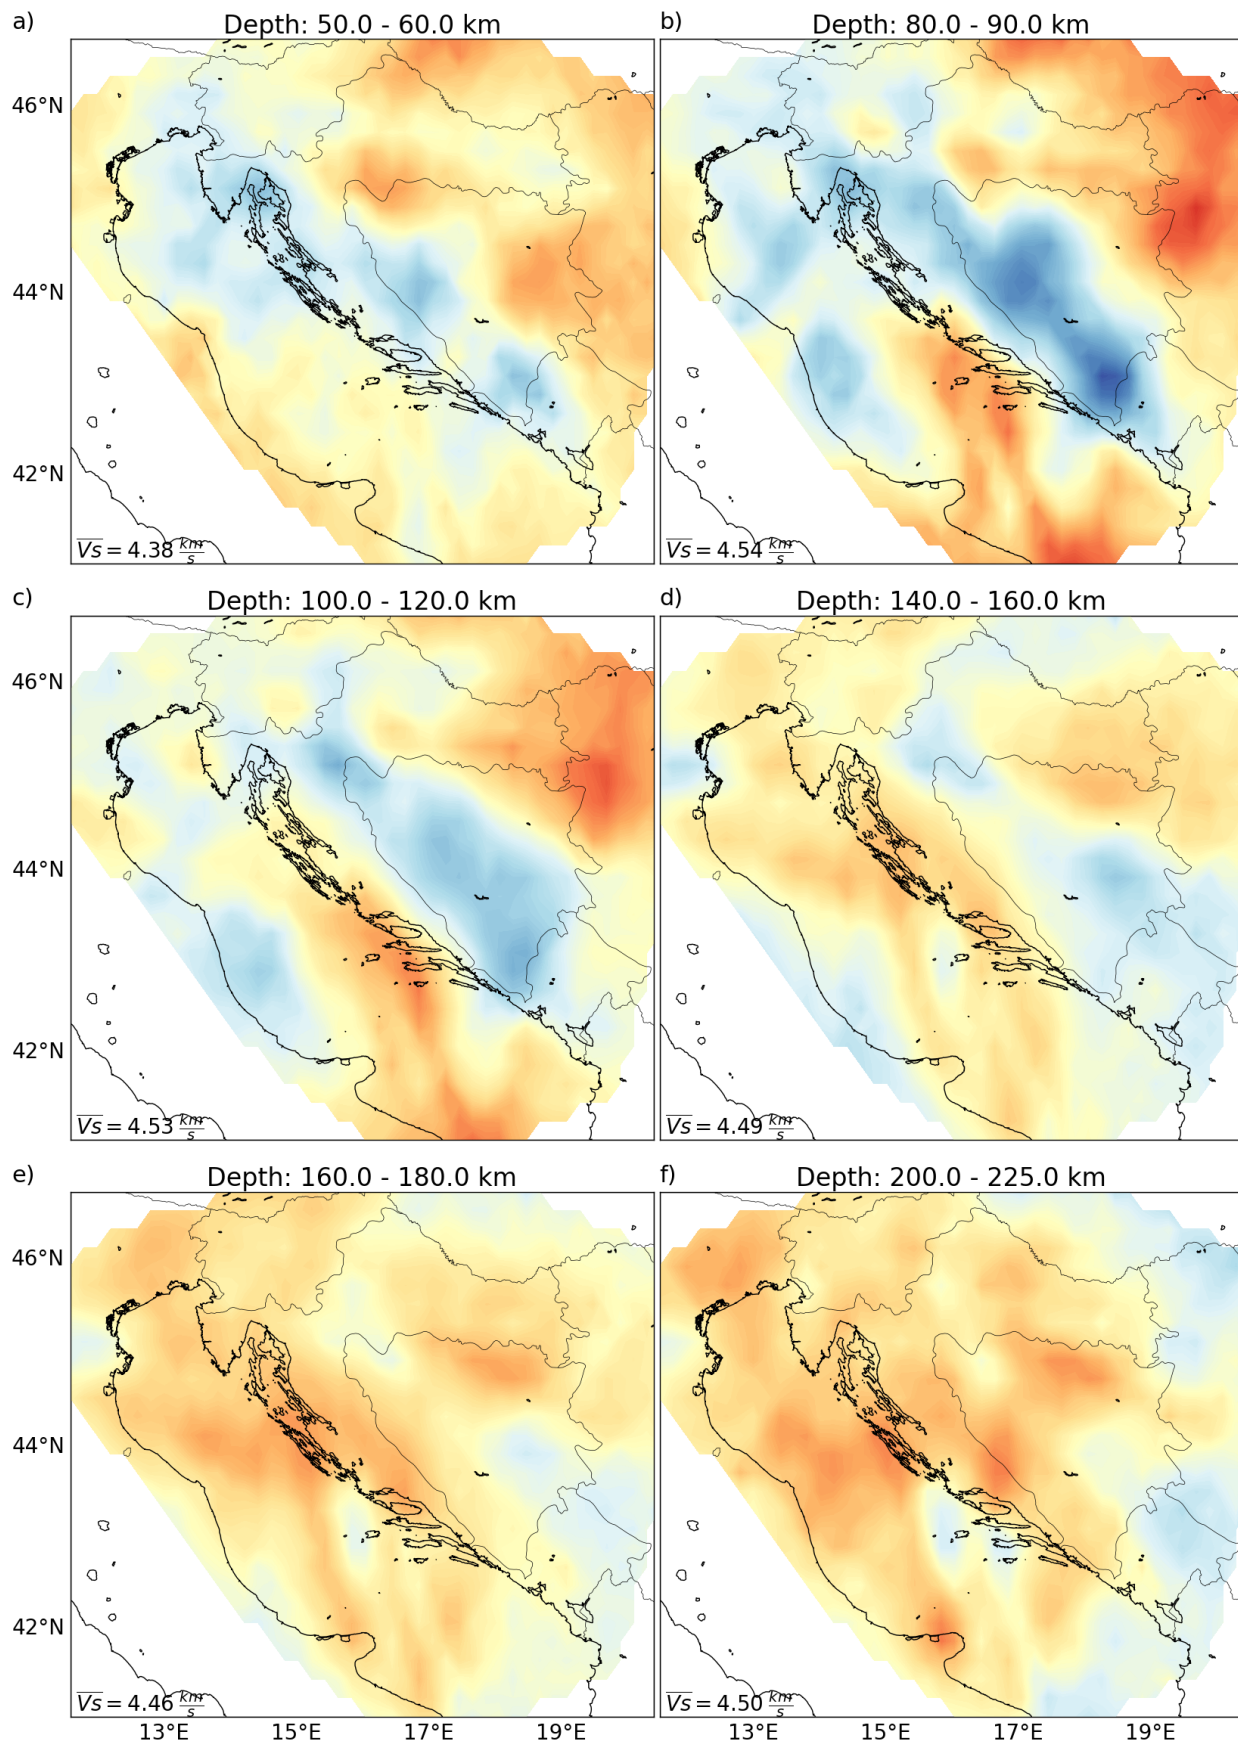 a) Depth: 50.0 - 60.0 km
b) Depth: 80.0 - 90.0 km
46°N
44°N
42°N
Vs = 4.38 km/s
Vs = 4.54 km/s
c) Depth: 100.0 - 120.0 km
d) Depth: 140.0 - 160.0 km
46°N
44°N
42°N
Vs = 4.53 km/s
Vs = 4.49 km/s
e) Depth: 160.0 - 180.0 km
f) Depth: 200.0 - 225.0 km
46°N
44°N
42°N
Vs = 4.46 km/s
Vs = 4.50 km/s
13°E 15°E 17°E 19°E
13°E 15°E 17°E 19°E